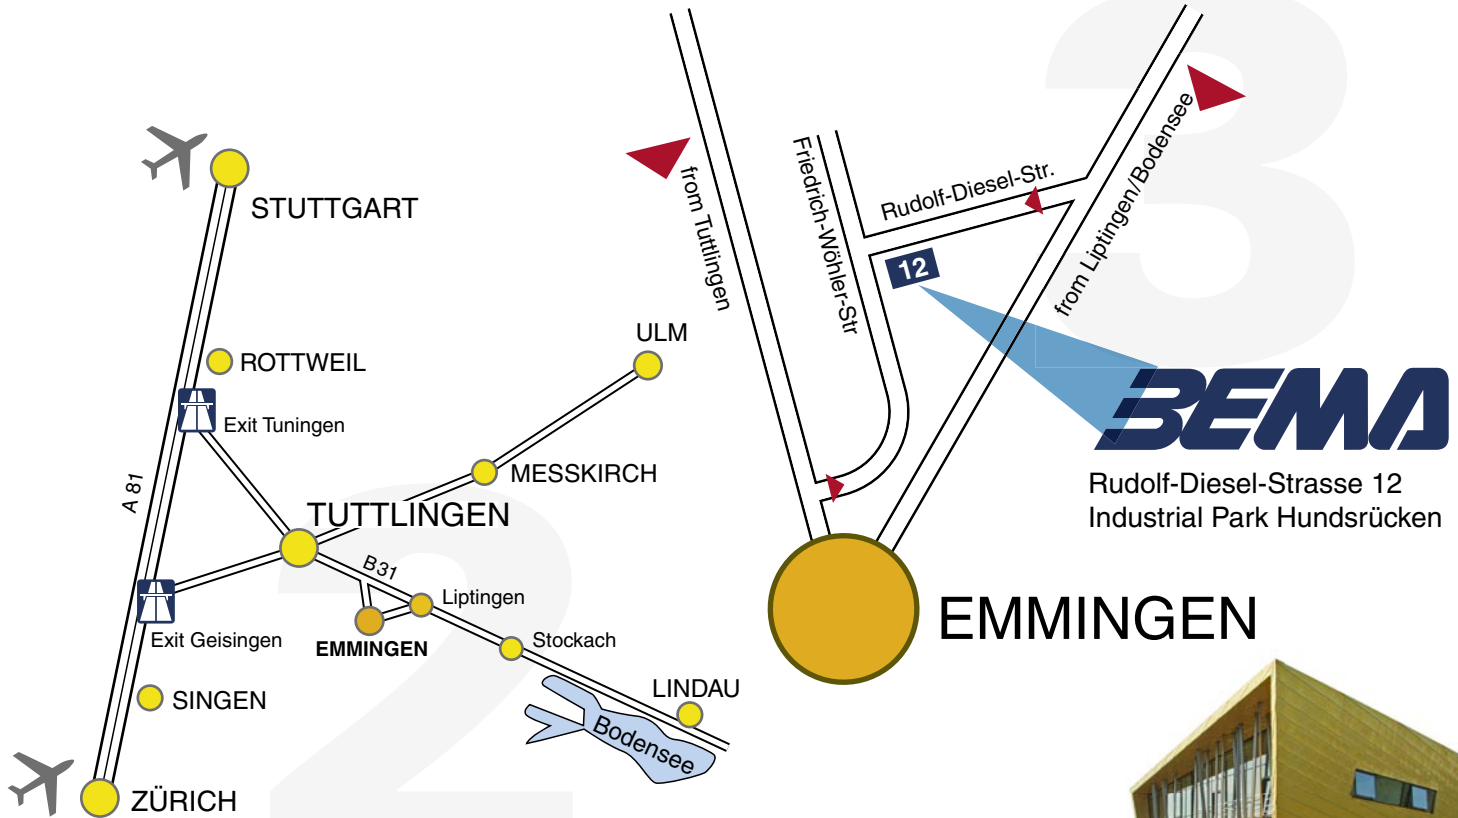 3
2
STUTTGART
ROTTWEIL
Exit Tuningen
ULM
MESSKIRCH
A 81
TUTTLINGEN
B31
Liptingen
EMMINGEN
Exit Geisingen
Stockach
SINGEN
LINDAU
Bodensee
ZÜRICH
from Tuttlingen
Friedrich-Wöhler-Str
Rudolf-Diesel-Str.
from Liptingen/Bodensee
12
BEMA
Rudolf-Diesel-Strasse 12
Industrial Park Hundsrücken
EMMINGEN